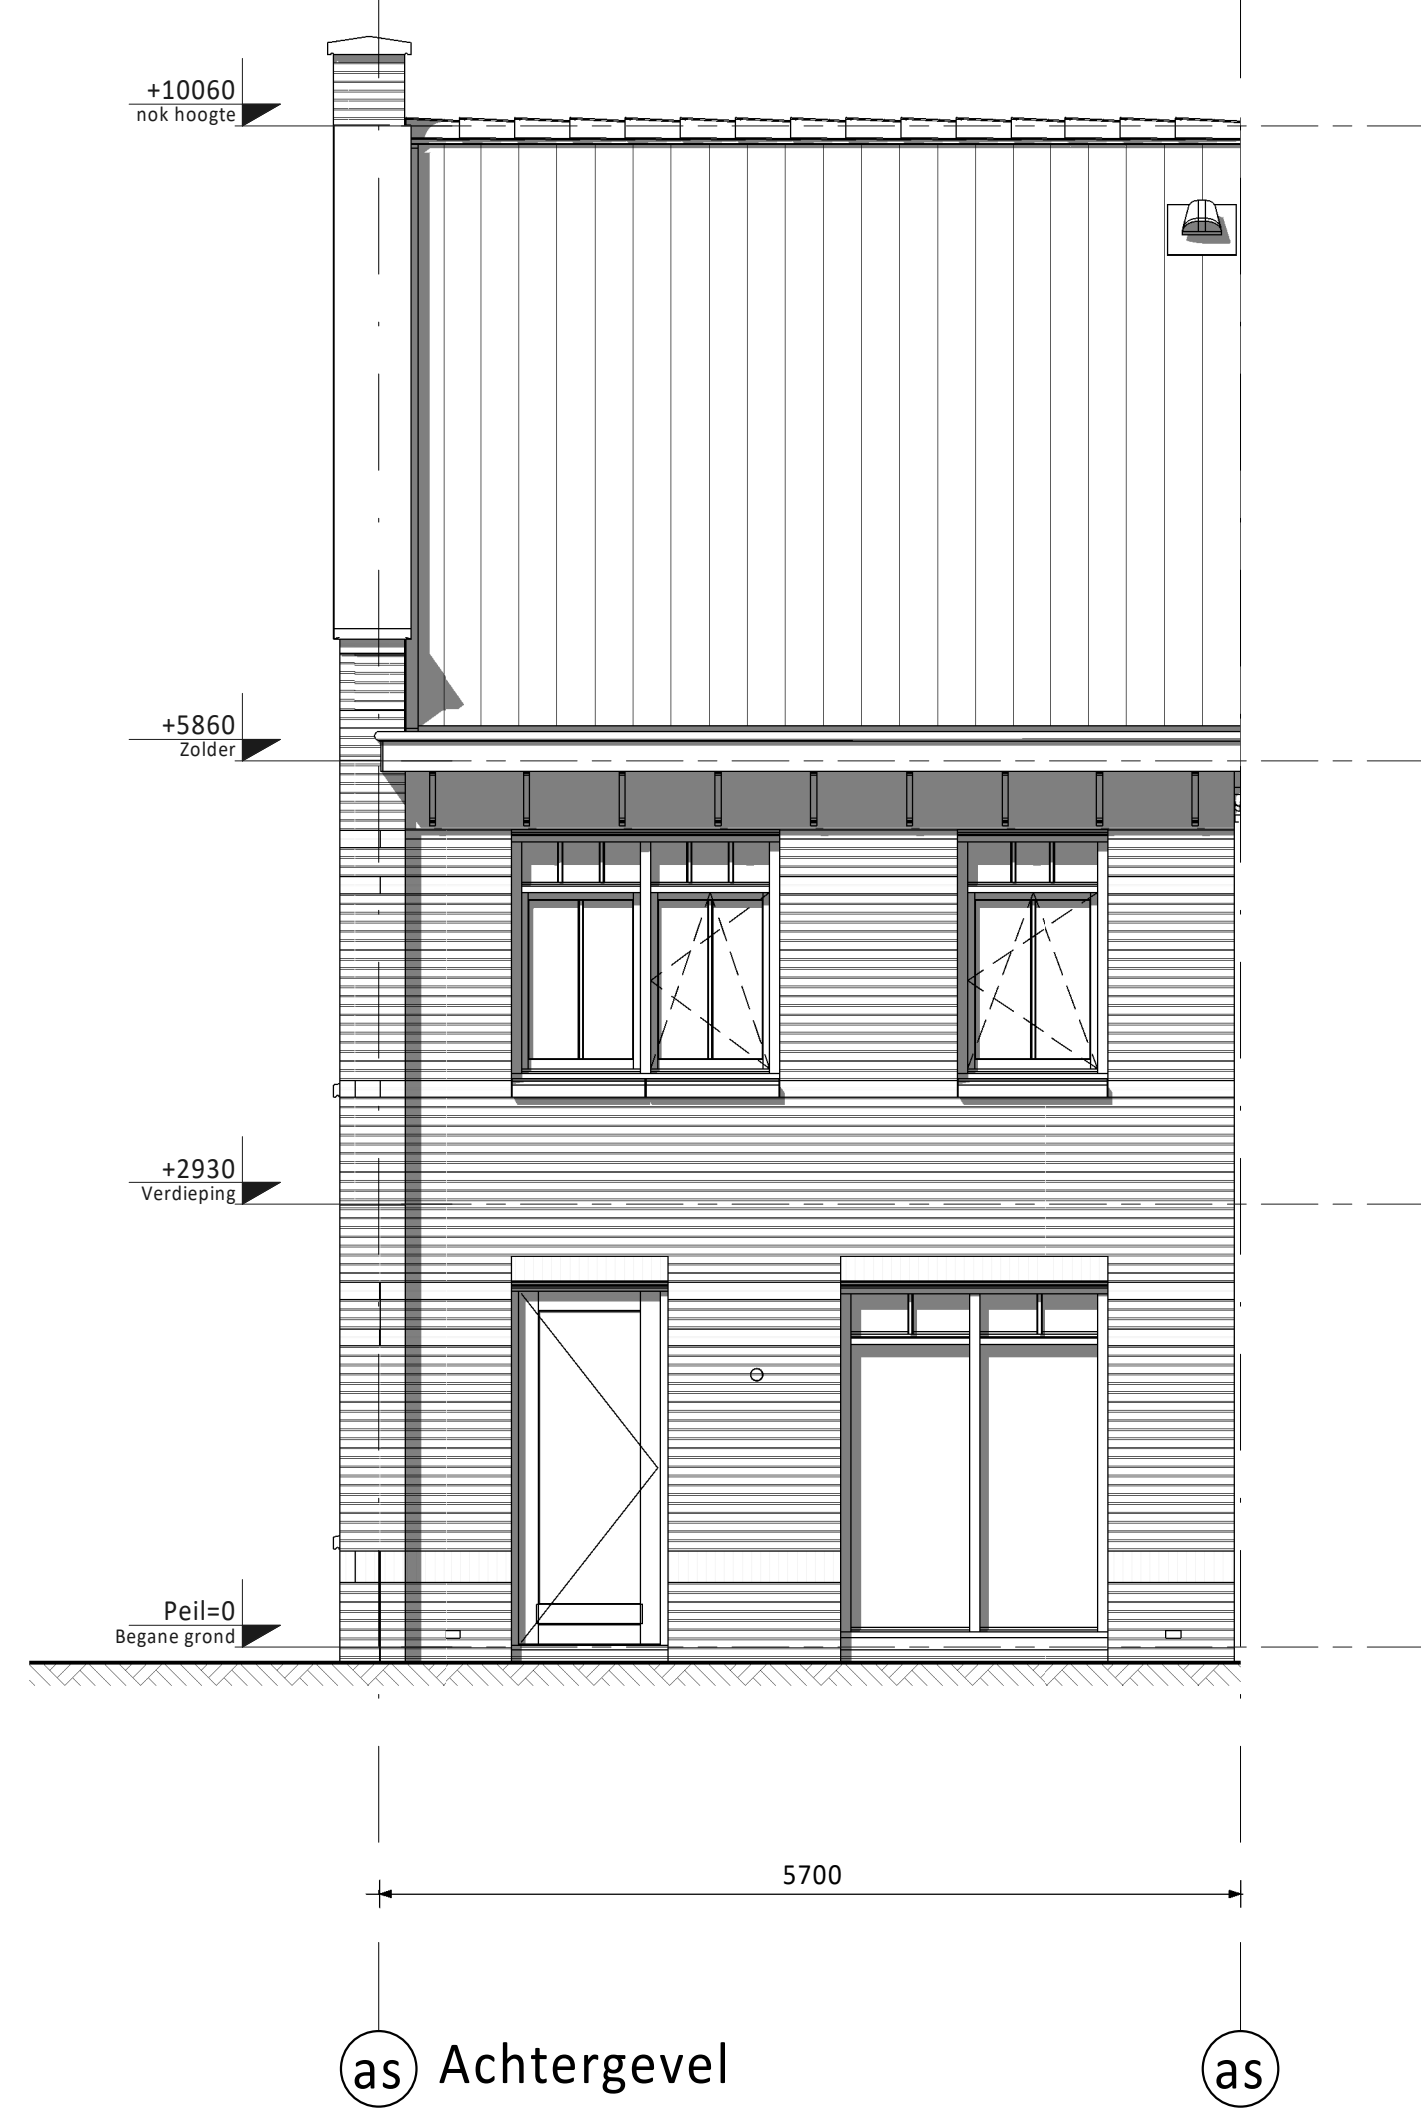 +10060
nok hoogte
+5860
Zolder
+2930
Verdieping
Peil=0
Begane grond
5700
as Achtergevel as